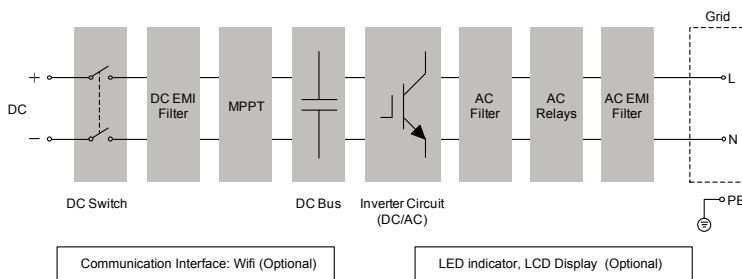 Grid
+
DC
−
DC EMI
Filter
MPPT
AC
Filter
AC
Relays
AC EMI
Filter
L
N
PE
DC Switch
DC Bus
Inverter Circuit
(DC/AC)
Communication Interface: Wifi (Optional)
LED indicator, LCD Display (Optional)